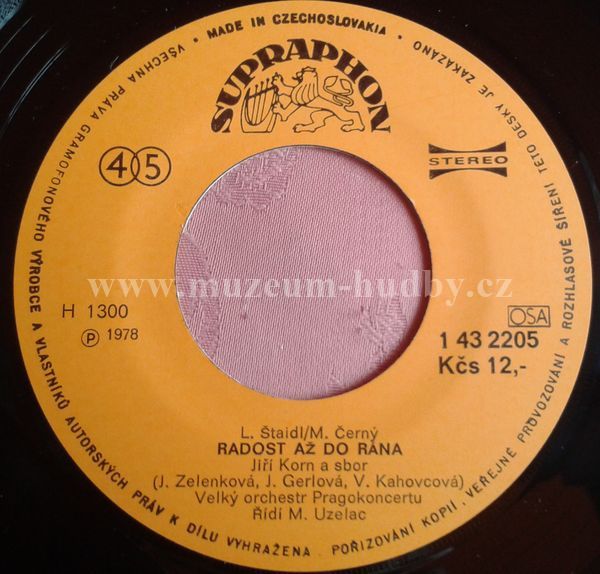 • MADE IN CZECHOSLOVAKIA •
VŠECHNA PRÁVA GRAMOFONOVÉHO VÝROBCE A VLASTNÍKŮ AUTORSKÝCH PRÁV K DÍLU VYHRAŽENA. POŘIZOVÁNÍ KOPIÍ, VEŘEJNÉ PROVOZOVÁNÍ A ROZHLASOVÉ ŠÍŘENÍ TÉTO DESKY JE ZAKÁZÁNO
SUPRAPHON
45
STEREO
www.muzeum-hudby.cz
H 1300
Ⓟ 1978
OSA
1 43 2205
Kčs 12,-
L. Štaidl/M. Černý
RADOST AŽ DO RÁNA
Jiří Korn a sbor
(J. Zelenková, J. Gerlová, V. Kahovcová)
Velký orchestr Pragokoncertu
Řídí M. Uzelac